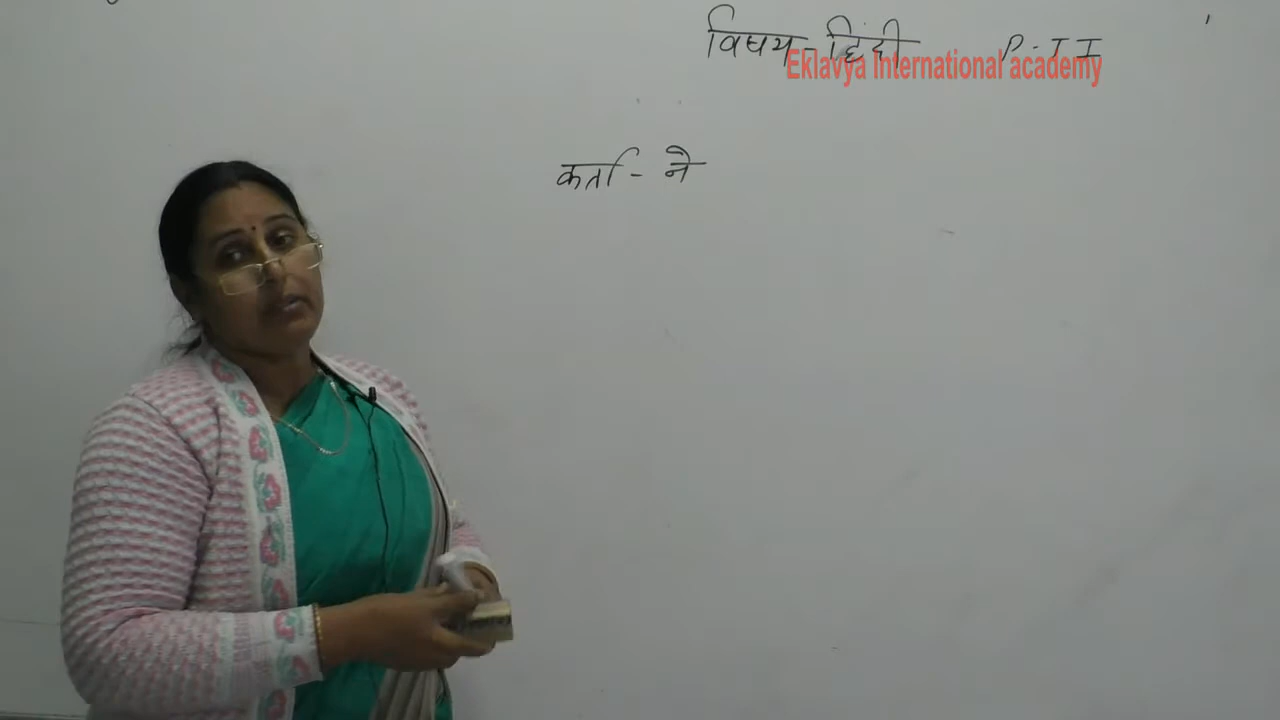 विषय - हिंदी P-II
Eklavya International academy
कर्ता - ने